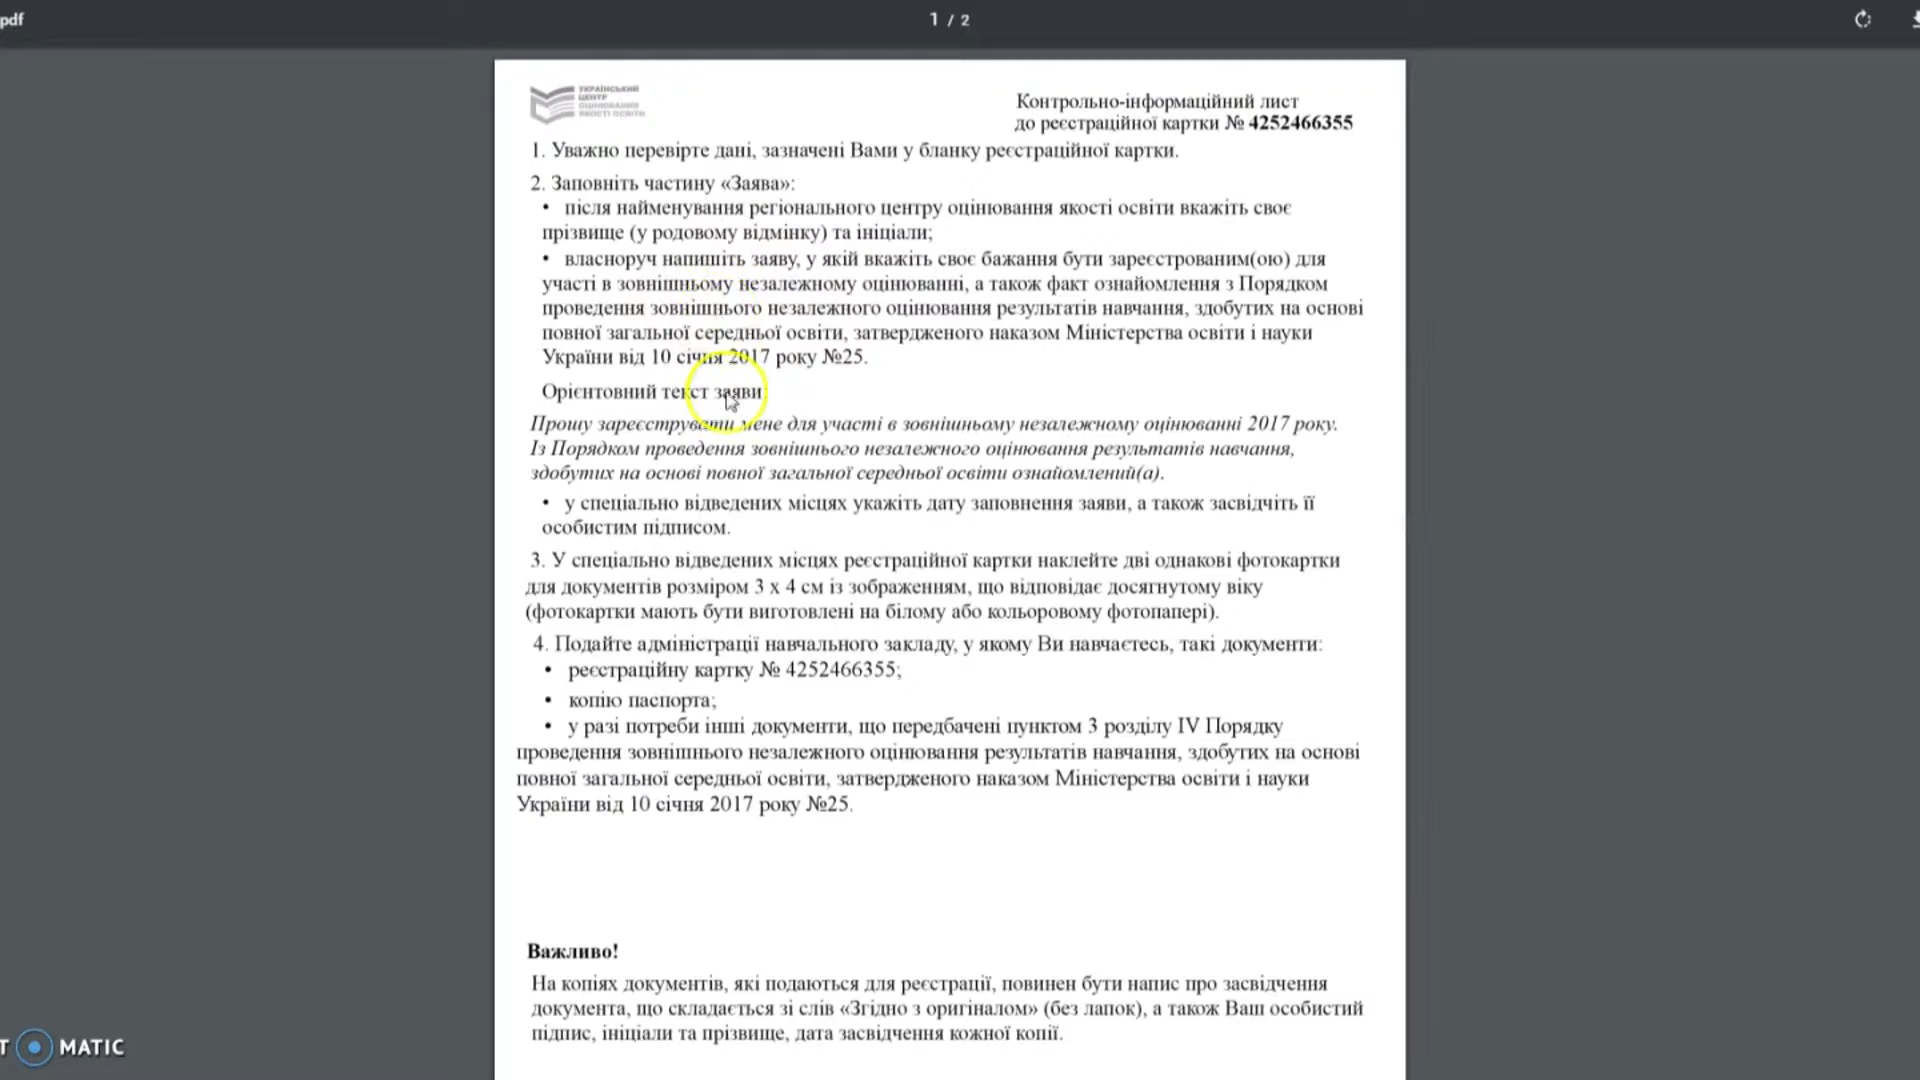 pdf
1 / 2
УКРАЇНСЬКИЙ
ЦЕНТР
ОЦІНЮВАННЯ
ЯКОСТІ ОСВІТИ
Контрольно-інформаційний лист
до реєстраційної картки № 4252466355
1. Уважно перевірте дані, зазначені Вами у бланку реєстраційної картки.
2. Заповніть частину «Заява»:
• після найменування регіонального центру оцінювання якості освіти вкажіть своє
прізвище (у родовому відмінку) та ініціали;
• власноруч напишіть заяву, у якій вкажіть своє бажання бути зареєстрованим(ою) для
участі в зовнішньому незалежному оцінюванні, а також факт ознайомлення з Порядком
проведення зовнішнього незалежного оцінювання результатів навчання, здобутих на основі
повної загальної середньої освіти, затвердженого наказом Міністерства освіти і науки
України від 10 січня 2017 року №25.
Орієнтовний текст заяви:
Прошу зареєструвати мене для участі в зовнішньому незалежному оцінюванні 2017 року.
Із Порядком проведення зовнішнього незалежного оцінювання результатів навчання,
здобутих на основі повної загальної середньої освіти ознайомлений(а).
• у спеціально відведених місцях укажіть дату заповнення заяви, а також засвідчіть її
особистим підписом.
3. У спеціально відведених місцях реєстраційної картки наклейте дві однакові фотокартки
для документів розміром 3 х 4 см із зображенням, що відповідає досягнутому віку
(фотокартки мають бути виготовлені на білому або кольоровому фотопапері).
4. Подайте адміністрації навчального закладу, у якому Ви навчаєтесь, такі документи:
• реєстраційну картку № 4252466355;
• копію паспорта;
• у разі потреби інші документи, що передбачені пунктом 3 розділу IV Порядку
проведення зовнішнього незалежного оцінювання результатів навчання, здобутих на основі
повної загальної середньої освіти, затвердженого наказом Міністерства освіти і науки
України від 10 січня 2017 року №25.
Важливо!
На копіях документів, які подаються для реєстрації, повинен бути напис про засвідчення
документа, що складається зі слів «Згідно з оригіналом» (без лапок), а також Ваш особистий
підпис, ініціали та прізвище, дата засвідчення кожної копії.
T MATIC